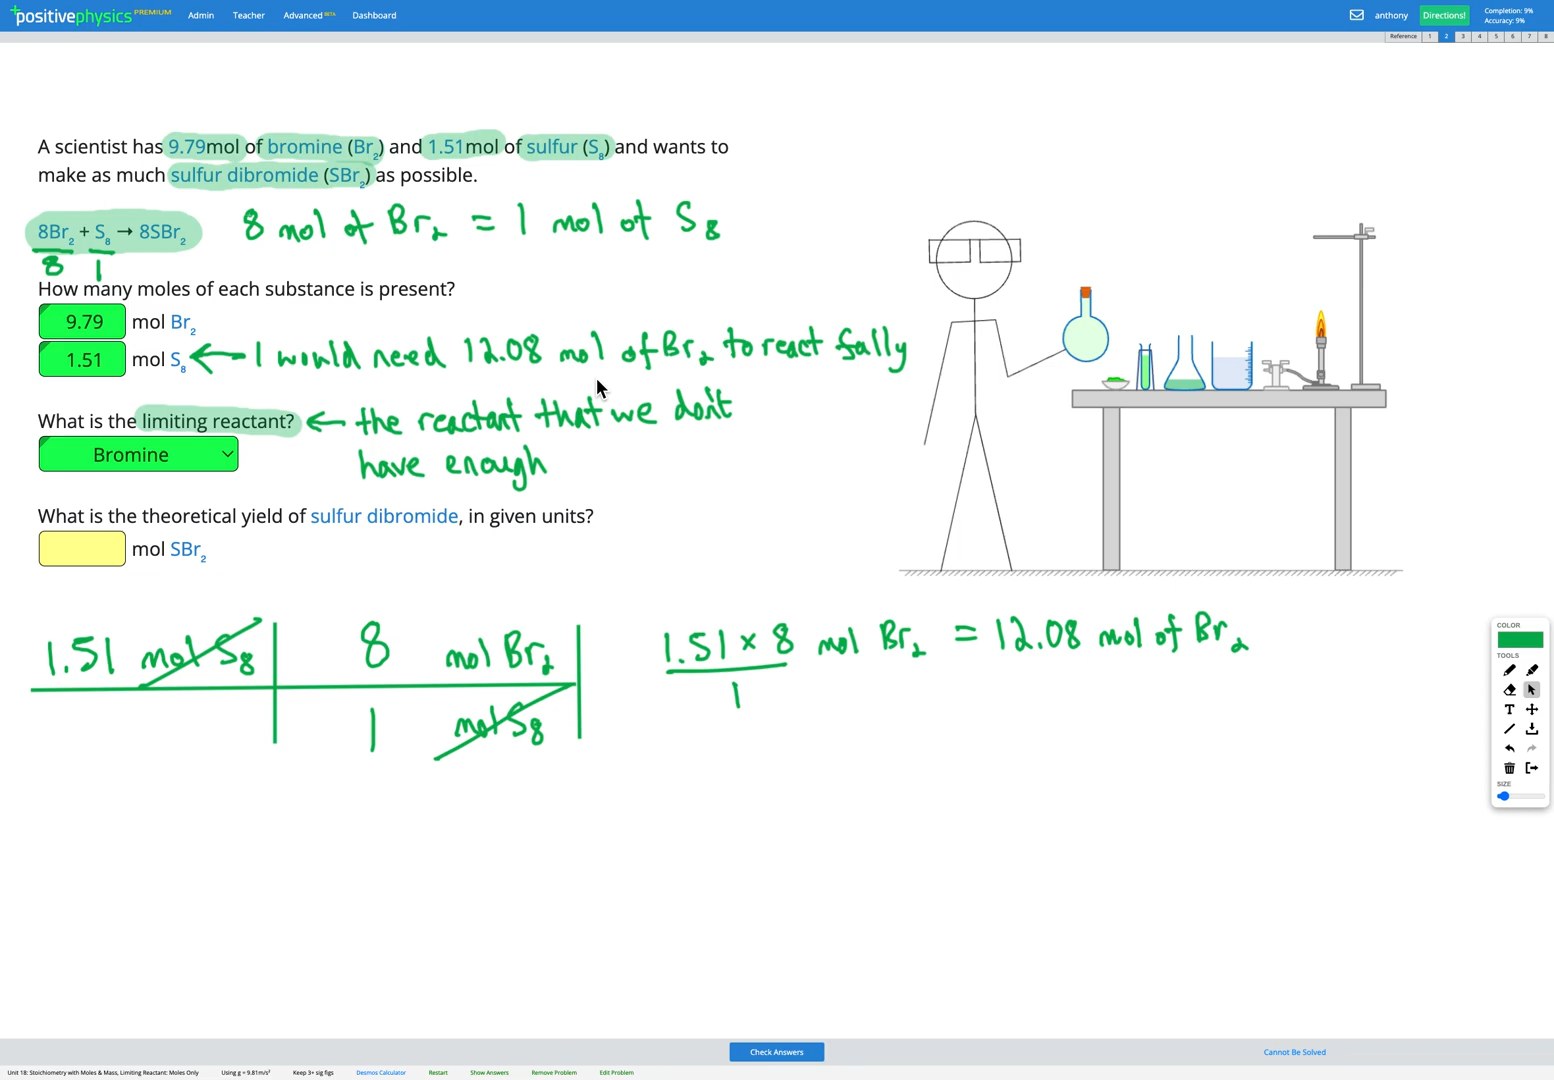 +positivephysics PREMIUM Admin Teacher Advanced BETA Dashboard anthony Directions! Completion: 9%
Accuracy: 9%
Reference 1 2 3 4 5 6 7 8
A scientist has 9.79mol of bromine (Br₂) and 1.51mol of sulfur (S₈) and wants to
make as much sulfur dibromide (SBr₂) as possible.
8Br₂ + S₈ → 8SBr₂
8 1
8 mol of Br₂ = 1 mol of S₈
How many moles of each substance is present?
9.79 mol Br₂
1.51 mol S₈ ← I would need 12.08 mol of Br₂ to react fully
What is the limiting reactant? ← the reactant that we don't
have enough
Bromine
What is the theoretical yield of sulfur dibromide, in given units?
mol SBr₂
1.51 mol S₈ 8 mol Br₂
1 mol S₈
1.51 × 8 mol Br₂ = 12.08 mol of Br₂
1
COLOR
TOOLS
T
SIZE
Check Answers
Cannot Be Solved
Unit 18: Stoichiometry with Moles & Mass, Limiting Reactant: Moles Only Using g = 9.81m/s² Keep 3+ sig figs Desmos Calculator Restart Show Answers Remove Problem Edit Problem